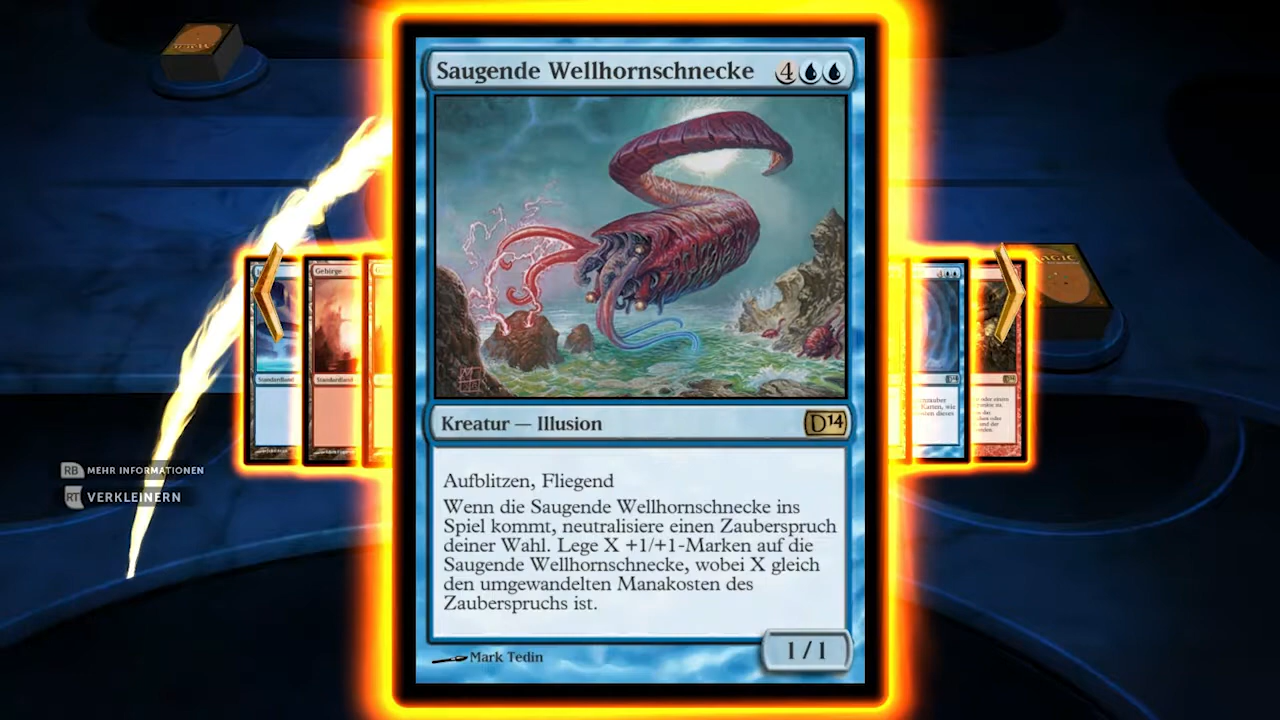 Saugende Wellhornschnecke 4
Kreatur — Illusion
D14
Aufblitzen, Fliegend
Wenn die Saugende Wellhornschnecke ins
Spiel kommt, neutralisiere einen Zauberspruch
deiner Wahl. Lege X +1/+1-Marken auf die
Saugende Wellhornschnecke, wobei X gleich
den umgewandelten Manakosten des
Zauberspruchs ist.
1/1
Mark Tedin
Gebirge
Standardland
Standardland
RB MEHR INFORMATIONEN
RT VERKLEINERN